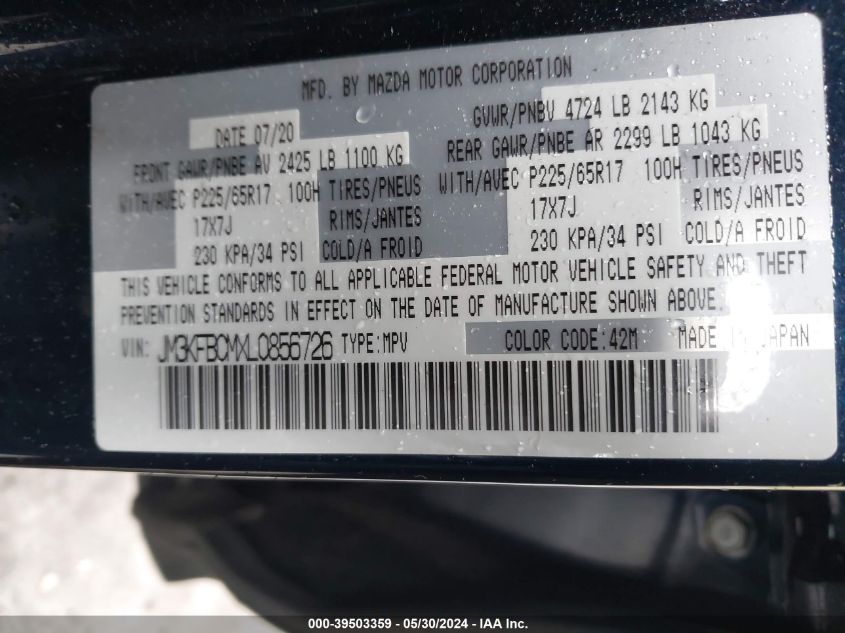 MFD. BY MAZDA MOTOR CORPORATION
DATE 07/20 GVWR/PNBV 4724 LB 2143 KG
FRONT GAWR/PNBE AV 2425 LB 1100 KG REAR GAWR/PNBE AR 2299 LB 1043 KG
WITH/AVEC P225/65R17 100H TIRES/PNEUS WITH/AVEC P225/65R17 100H TIRES/PNEUS
17X7J RIMS/JANTES 17X7J RIMS/JANTES
230 KPA/34 PSI COLD/A FROID 230 KPA/34 PSI COLD/A FROID
THIS VEHICLE CONFORMS TO ALL APPLICABLE FEDERAL MOTOR VEHICLE SAFETY AND THEFT
PREVENTION STANDARDS IN EFFECT ON THE DATE OF MANUFACTURE SHOWN ABOVE.
VIN: JM3KFBCMXL0856726 TYPE:MPV COLOR CODE:42M MADE IN JAPAN
000-39503359 - 05/30/2024 - IAA Inc.